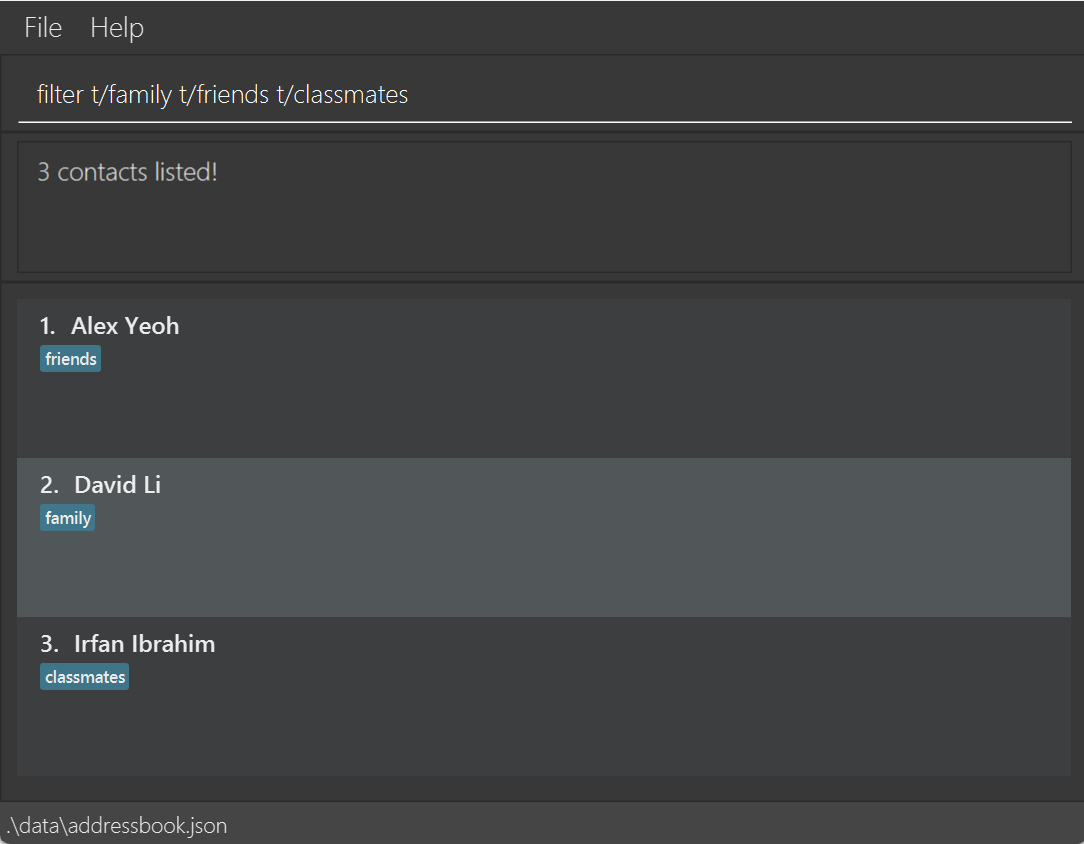 File Help
filter t/family t/friends t/classmates
3 contacts listed!
1. Alex Yeoh
friends
2. David Li
family
3. Irfan Ibrahim
classmates
.\data\addressbook.json